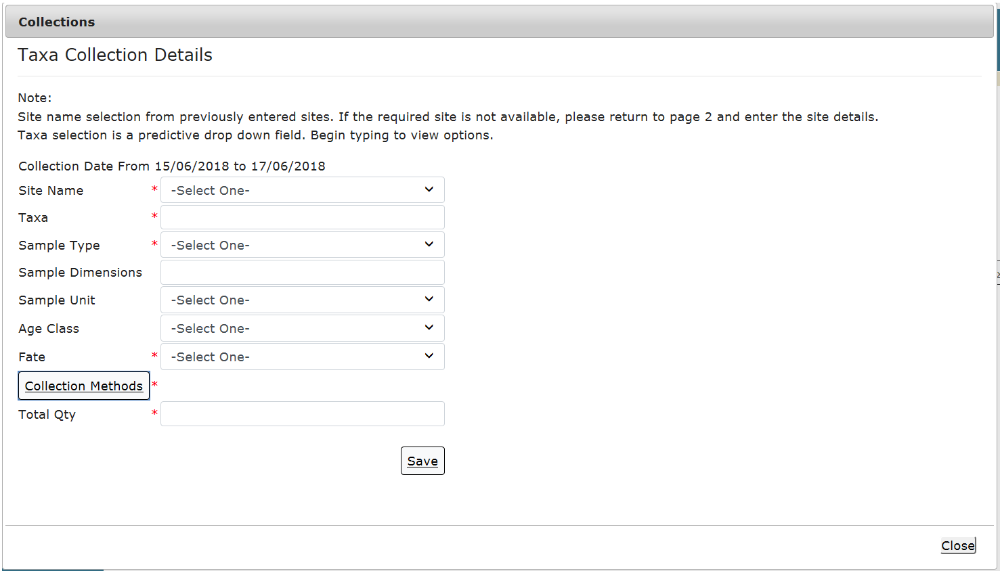 Collections
Taxa Collection Details
Note:
Site name selection from previously entered sites. If the required site is not available, please return to page 2 and enter the site details.
Taxa selection is a predictive drop down field. Begin typing to view options.
Collection Date From 15/06/2018 to 17/06/2018
Site Name * -Select One-
Taxa *
Sample Type * -Select One-
Sample Dimensions
Sample Unit -Select One-
Age Class -Select One-
Fate * -Select One-
Collection Methods *
Total Qty *
Save
Close